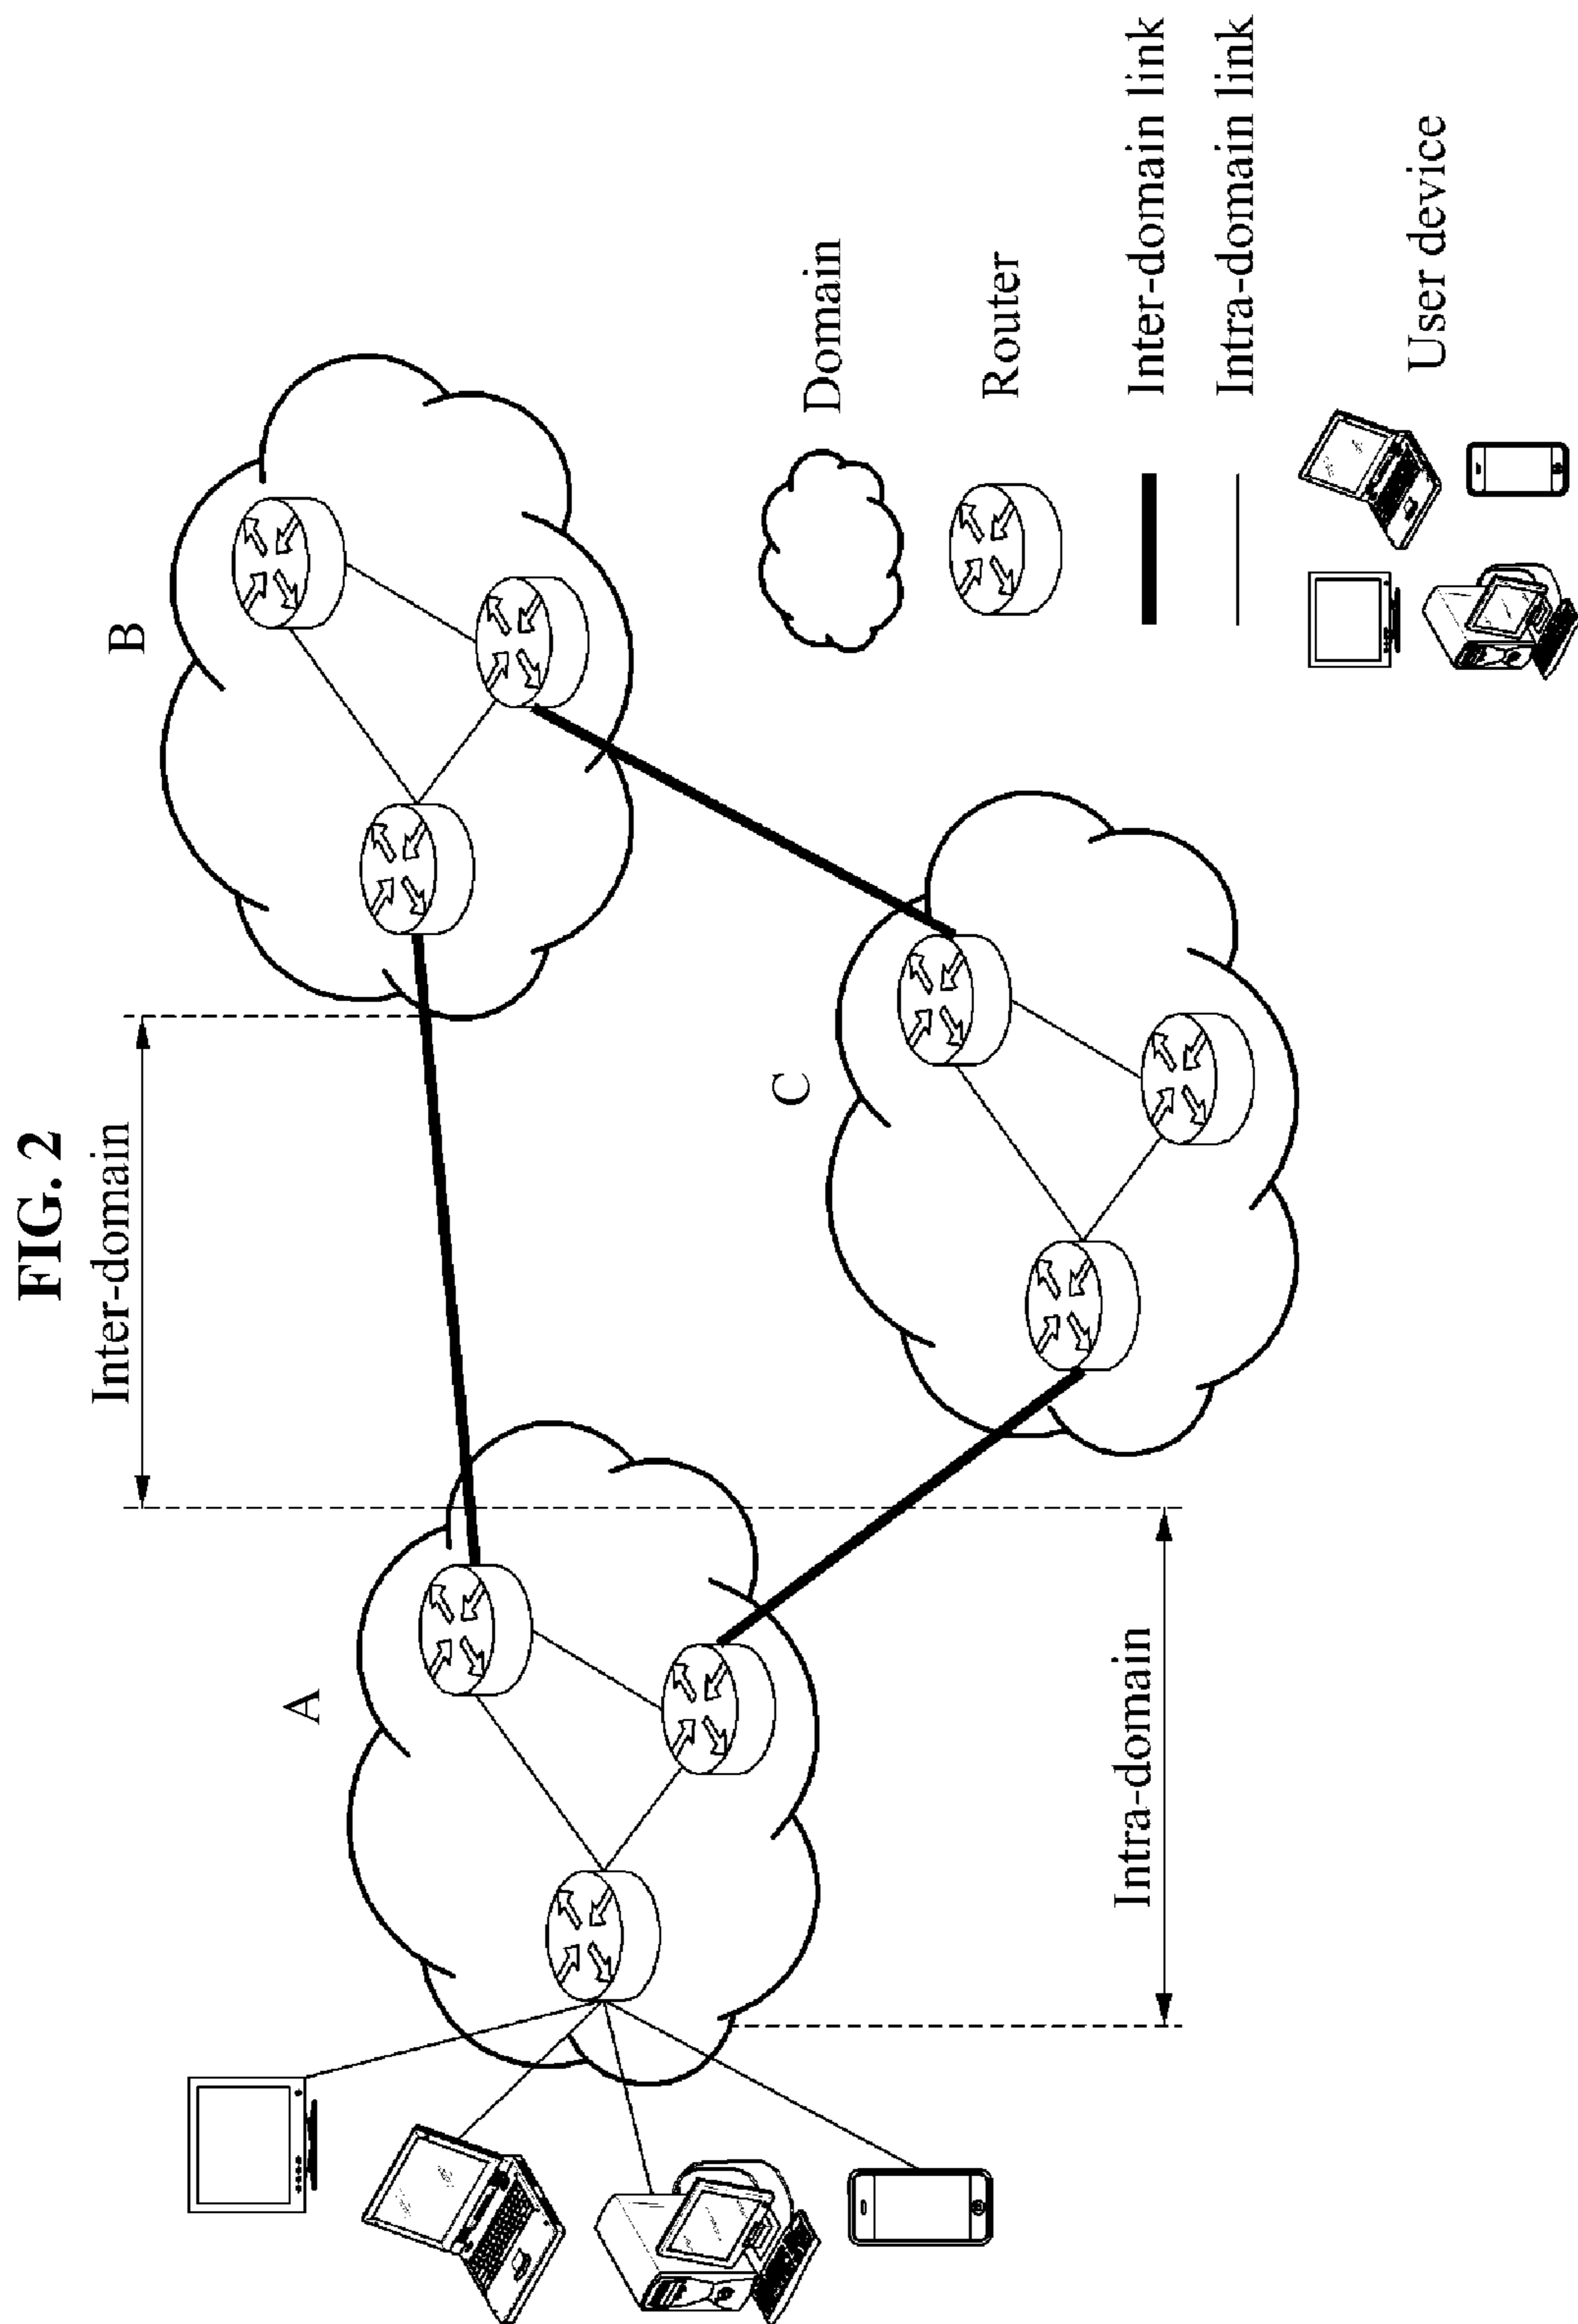 FIG. 2
Inter-domain
B
A
C
Intra-domain
Domain
Router
Inter-domain link
Intra-domain link
User device